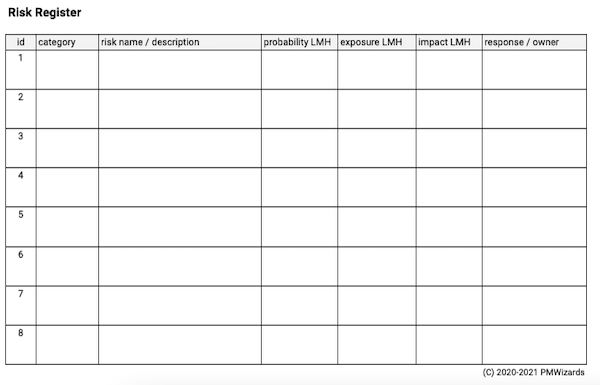 Risk Register
id category risk name / description probability LMH exposure LMH impact LMH response / owner
1
2
3
4
5
6
7
8
(C) 2020-2021 PMWizards